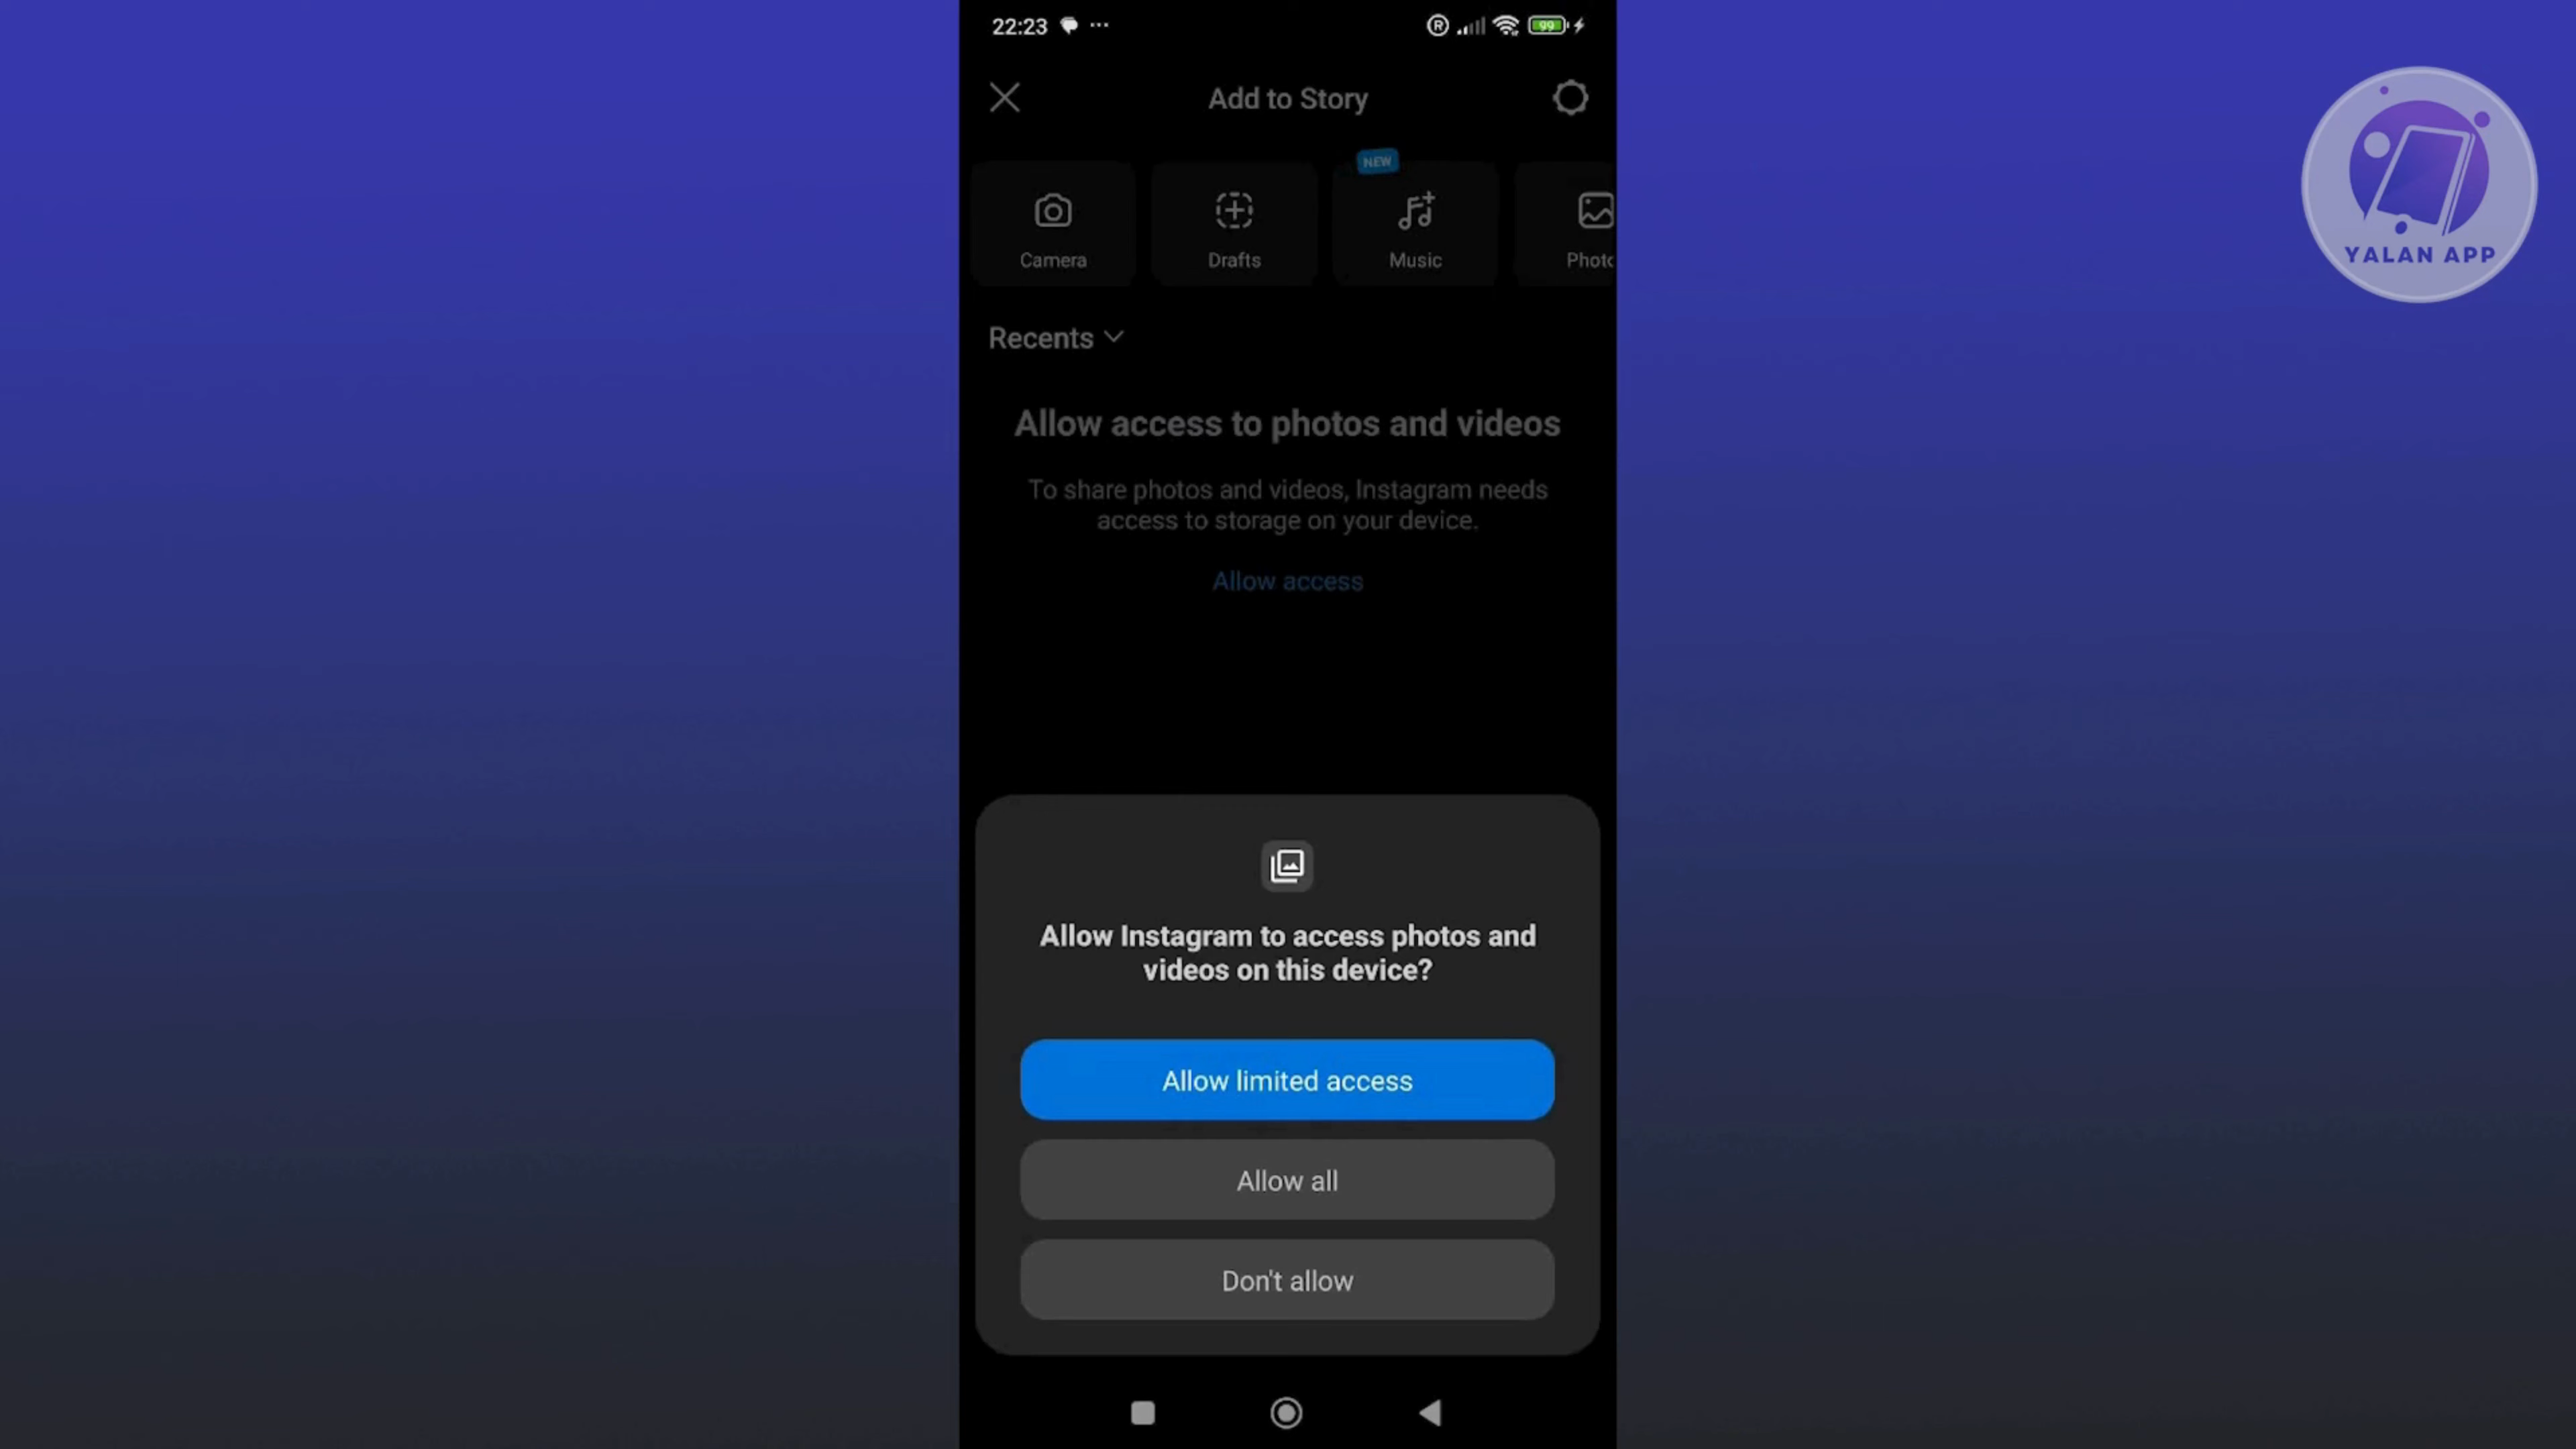 22:23
99
Add to Story
NEW
Camera
Drafts
Music
Photo
Recents
Allow access to photos and videos
To share photos and videos, Instagram needs
access to storage on your device.
Allow access
Allow Instagram to access photos and
videos on this device?
Allow limited access
Allow all
Don't allow
YALAN APP